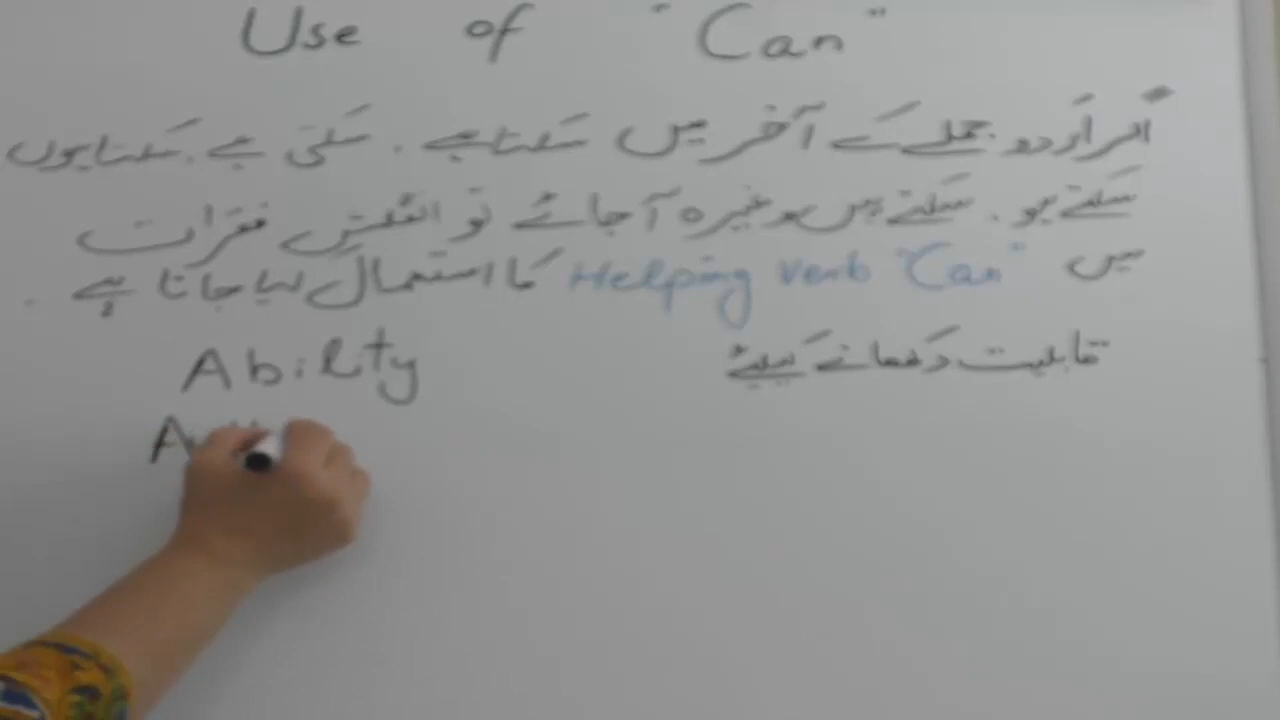 Use of "Can"
اگر اردو جملے کے آخر میں سکتا ہے ۔ سکتی ہے ۔ سکتا ہوں
سکتے ہو ۔ سکتے ہیں وغیرہ آ جائے تو انگلش فقرات
میں Helping verb "Can" کا استعمال کیا جاتا ہے ۔
Ability قابلیت دکھانے کیلئے